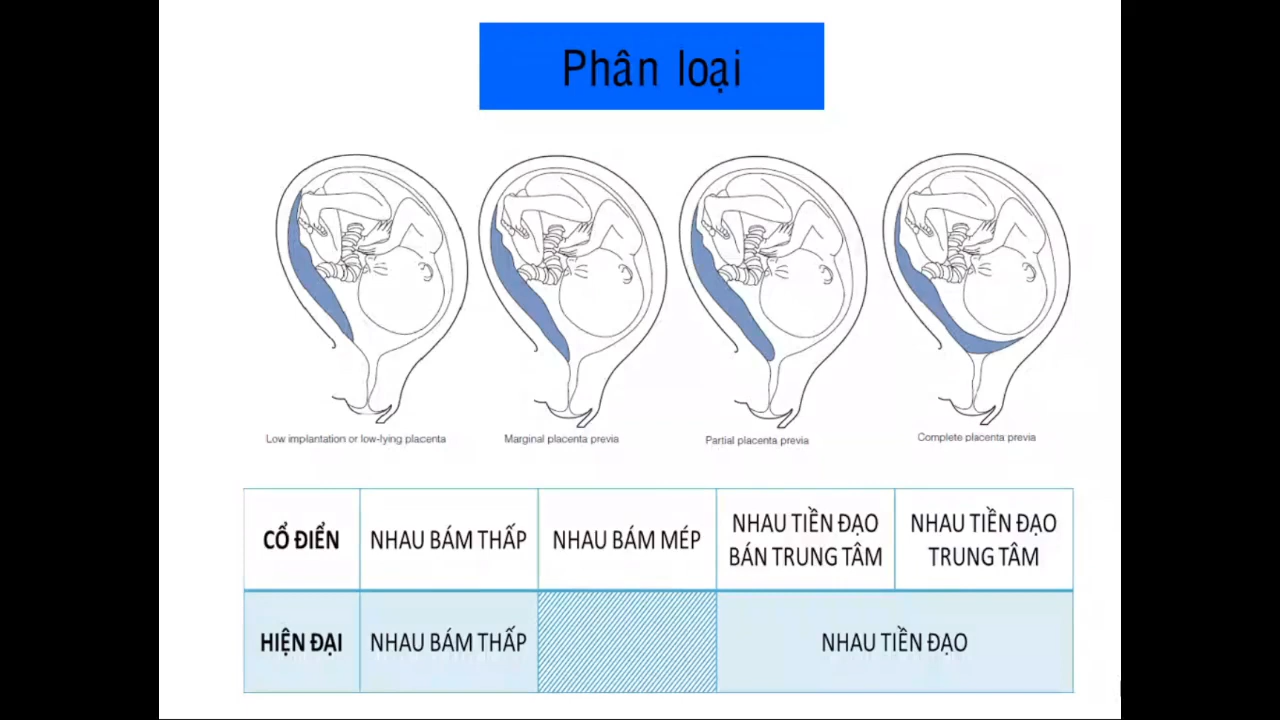 Phân loại
Low implantation or low-lying placenta
Marginal placenta previa
Partial placenta previa
Complete placenta previa
CỔ ĐIỂN
NHAU BÁM THẤP
NHAU BÁM MÉP
NHAU TIỀN ĐẠO
BÁN TRUNG TÂM
NHAU TIỀN ĐẠO
TRUNG TÂM
HIỆN ĐẠI
NHAU BÁM THẤP
NHAU TIỀN ĐẠO